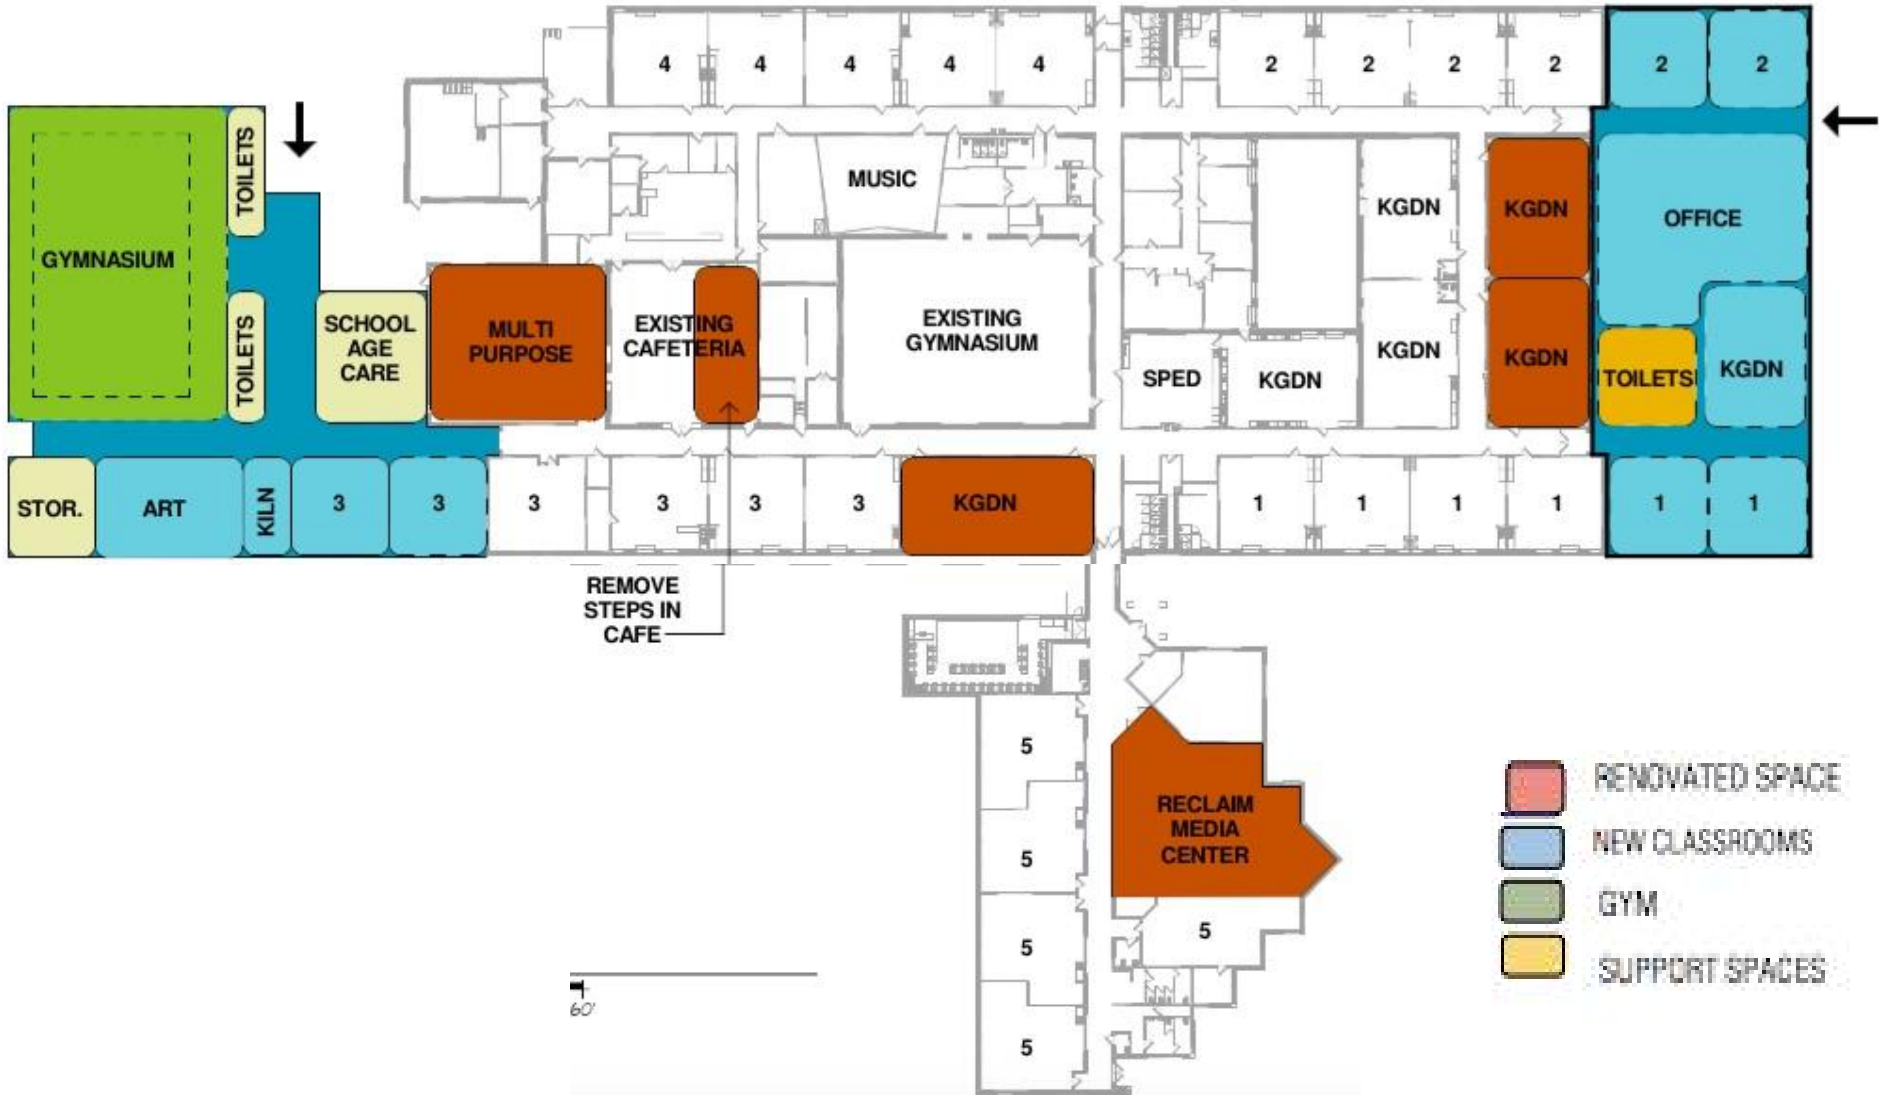 4 4 4 4 4 2 2 2 2 2 2
TOILETS
MUSIC
KGDN
KGDN
OFFICE
GYMNASIUM
TOILETS
SCHOOL
AGE
CARE
MULTI
PURPOSE
EXISTING
CAFETERIA
EXISTING
GYMNASIUM
SPED
KGDN
KGDN
KGDN
TOILETS
KGDN
STOR.
ART
KILN
3 3 3 3 3 3
KGDN
1 1 1 1 1 1
REMOVE
STEPS IN
CAFE
5
5
5
5
RECLAIM
MEDIA
CENTER
5
60'
RENOVATED SPACE
NEW CLASSROOMS
GYM
SUPPORT SPACES